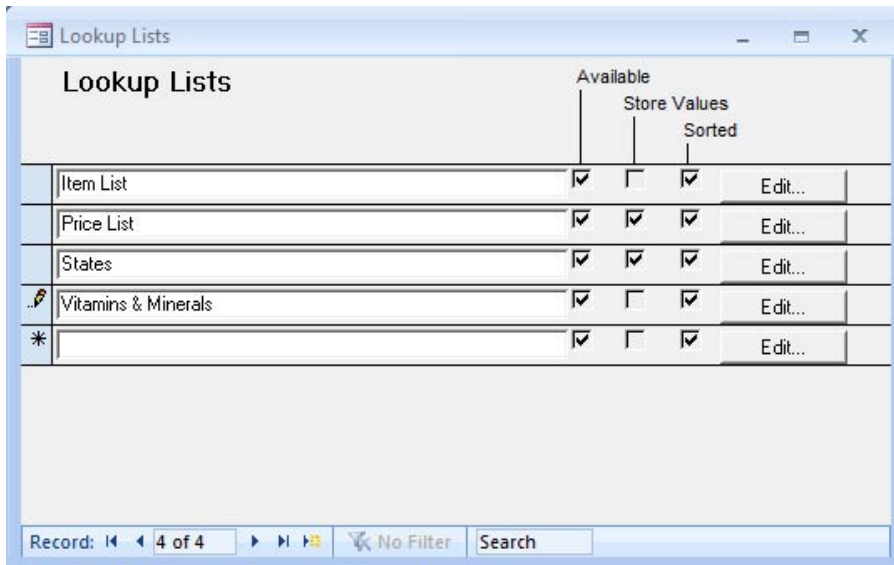 Lookup Lists
Lookup Lists
Available
Store Values
Sorted
Item List Edit...
Price List Edit...
States Edit...
Vitamins & Minerals Edit...
Edit...
Record: 4 of 4 No Filter Search